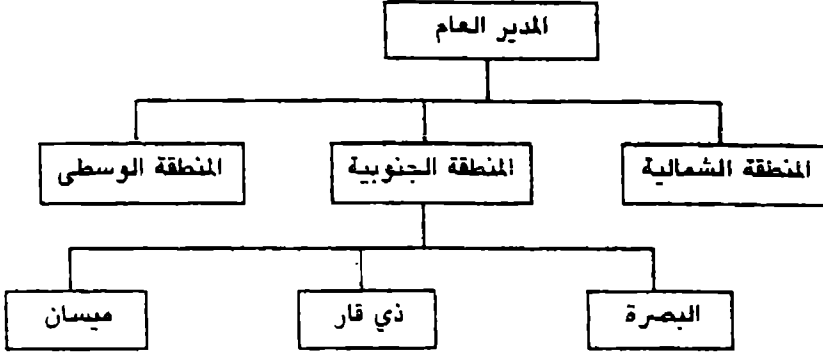 المدير العام
المنطقة الشمالية
المنطقة الجنوبية
المنطقة الوسطى
البصرة
ذي قار
ميسان